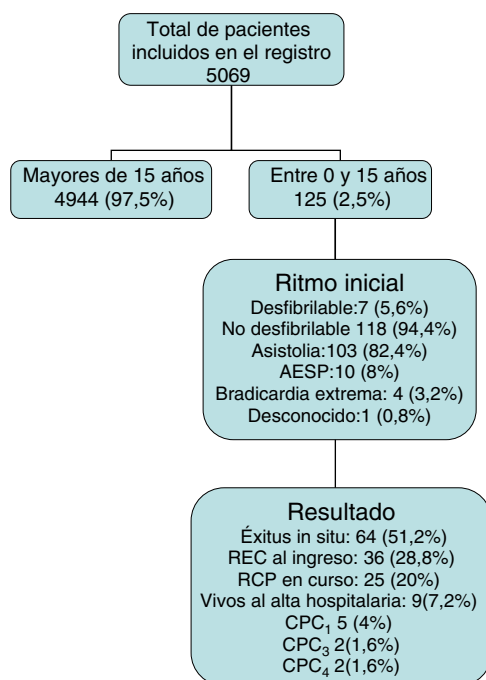 Total de pacientes
incluidos en el registro
5069
Mayores de 15 años
4944 (97,5%)
Entre 0 y 15 años
125 (2,5%)
Ritmo inicial
Desfibrilable:7 (5,6%)
No desfibrilable 118 (94,4%)
Asistolia:103 (82,4%)
AESP:10 (8%)
Bradicardia extrema: 4 (3,2%)
Desconocido:1 (0,8%)
Resultado
Éxitus in situ: 64 (51,2%)
REC al ingreso: 36 (28,8%)
RCP en curso: 25 (20%)
Vivos al alta hospitalaria: 9(7,2%)
CPC₁ 5 (4%)
CPC₃ 2(1,6%)
CPC₄ 2(1,6%)